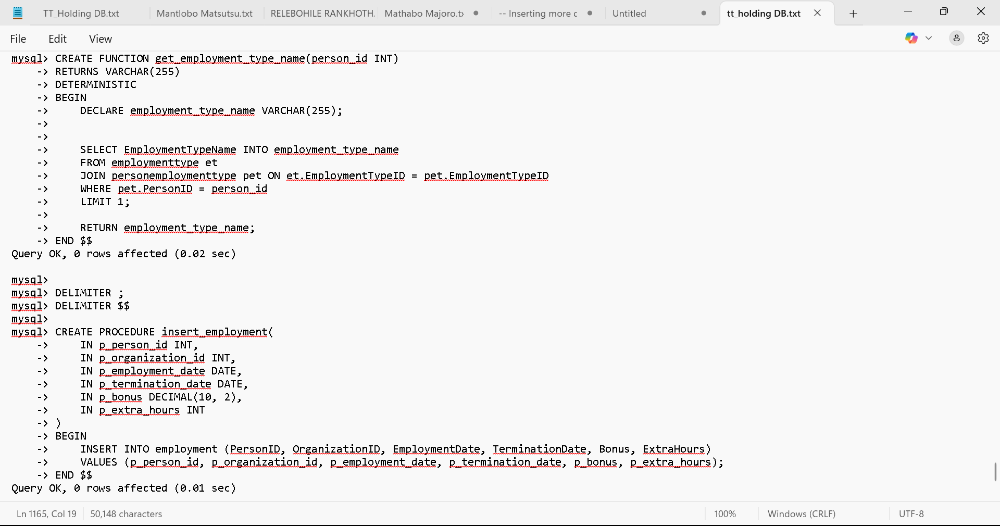 TT_Holding DB.txt Mantlobo Matsutsu.txt RELEBOHILE RANKHOTH. Mathabo Majoro.tx -- Inserting more c Untitled tt_holding DB.txt
File Edit View
mysql> CREATE FUNCTION get_employment_type_name(person_id INT)
    -> RETURNS VARCHAR(255)
    -> DETERMINISTIC
    -> BEGIN
    ->     DECLARE employment_type_name VARCHAR(255);
    ->
    ->
    ->     SELECT EmploymentTypeName INTO employment_type_name
    ->     FROM employmenttype et
    ->     JOIN personemploymenttype pet ON et.EmploymentTypeID = pet.EmploymentTypeID
    ->     WHERE pet.PersonID = person_id
    ->     LIMIT 1;
    ->
    ->     RETURN employment_type_name;
    -> END $$
Query OK, 0 rows affected (0.02 sec)
mysql>
mysql> DELIMITER ;
mysql> DELIMITER $$
mysql>
mysql> CREATE PROCEDURE insert_employment(
    ->     IN p_person_id INT,
    ->     IN p_organization_id INT,
    ->     IN p_employment_date DATE,
    ->     IN p_termination_date DATE,
    ->     IN p_bonus DECIMAL(10, 2),
    ->     IN p_extra_hours INT
    -> )
    -> BEGIN
    ->     INSERT INTO employment (PersonID, OrganizationID, EmploymentDate, TerminationDate, Bonus, ExtraHours)
    ->     VALUES (p_person_id, p_organization_id, p_employment_date, p_termination_date, p_bonus, p_extra_hours);
    -> END $$
Query OK, 0 rows affected (0.01 sec)
Ln 1165, Col 19 50,148 characters 100% Windows (CRLF) UTF-8